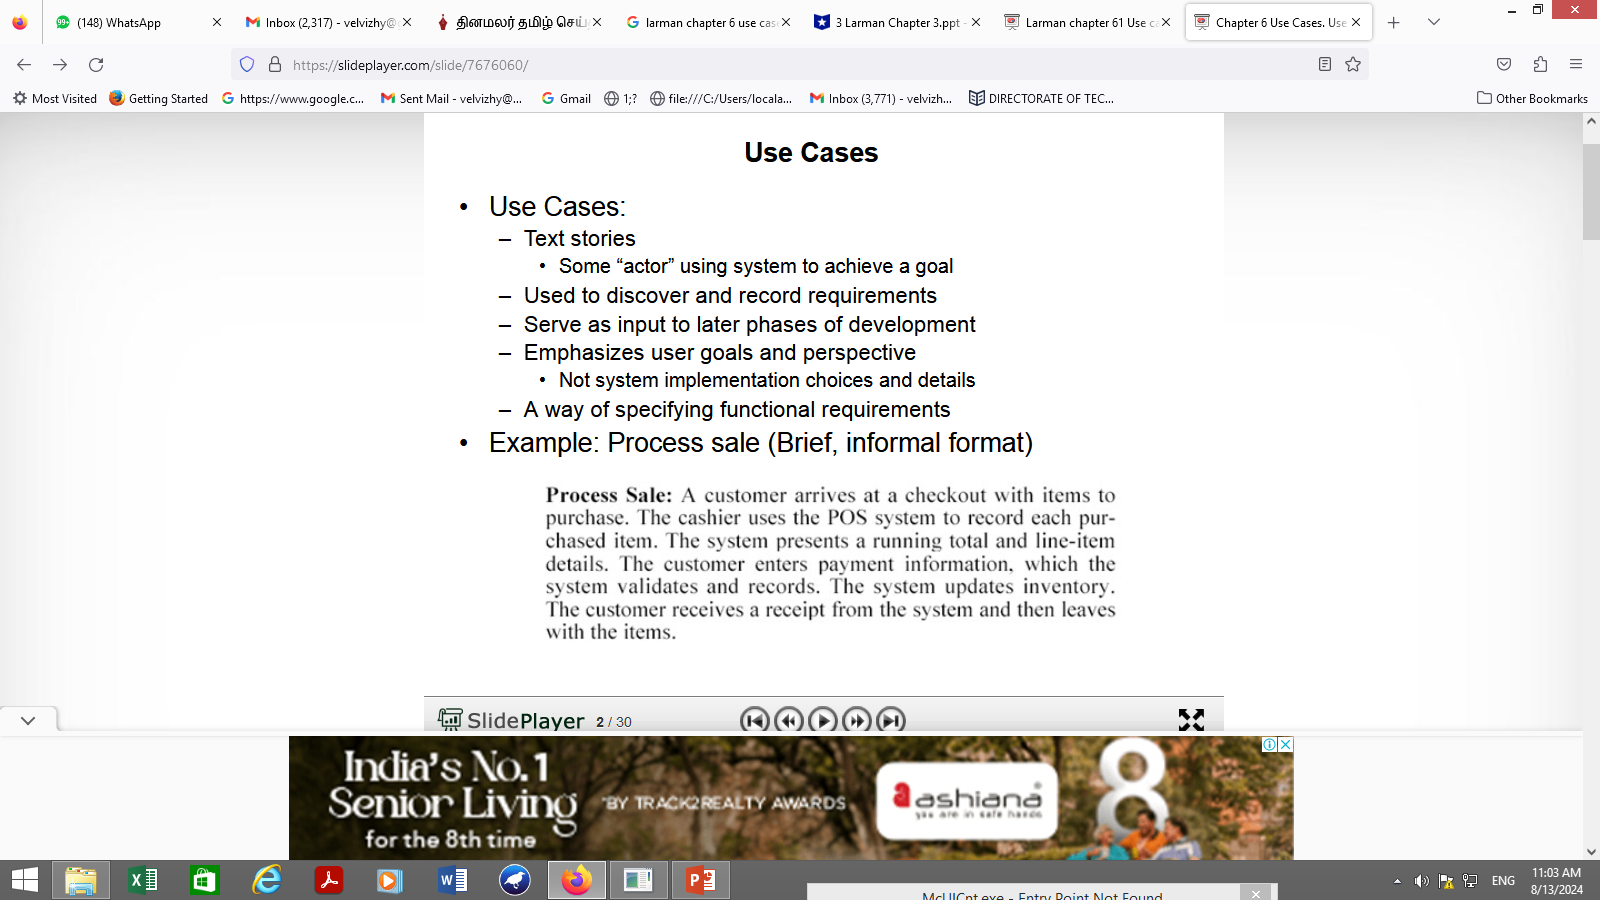 (148) WhatsApp
Inbox (2,317) - velvizhy@
தினமலர் தமிழ் செய்
larman chapter 6 use cas
3 Larman Chapter 3.ppt -
Larman chapter 61 Use c
Chapter 6 Use Cases. Use
https://slideplayer.com/slide/7676060/
Most Visited
Getting Started
https://www.google.c...
Sent Mail - velvizhy@...
Gmail
1;?
file:///C:/Users/locala...
Inbox (3,771) - velvizh...
DIRECTORATE OF TEC...
Other Bookmarks
Use Cases
• Use Cases:
– Text stories
• Some “actor” using system to achieve a goal
– Used to discover and record requirements
– Serve as input to later phases of development
– Emphasizes user goals and perspective
• Not system implementation choices and details
– A way of specifying functional requirements
• Example: Process sale (Brief, informal format)
Process Sale: A customer arrives at a checkout with items to
purchase. The cashier uses the POS system to record each pur-
chased item. The system presents a running total and line-item
details. The customer enters payment information, which the
system validates and records. The system updates inventory.
The customer receives a receipt from the system and then leaves
with the items.
SlidePlayer 2 / 30
India's No.1
Senior Living
for the 8th time
*BY TRACK2REALTY AWARDS
ashiana
you are in safe hands
8
ENG
11:03 AM
8/13/2024
McUICnt.exe - Entry Point Not Found